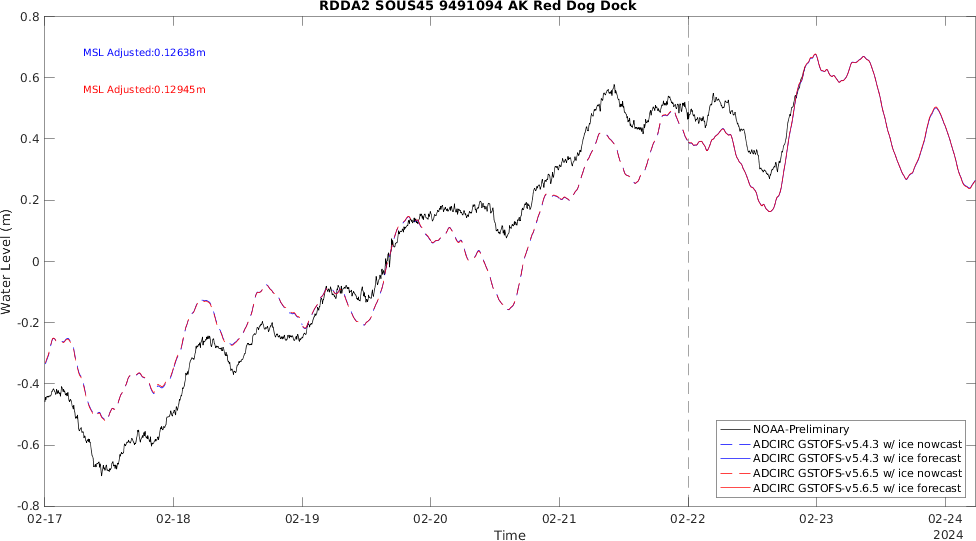 RDDA2 SOUS45 9491094 AK Red Dog Dock
MSL Adjusted:0.12638m
MSL Adjusted:0.12945m
0.8
0.6
0.4
0.2
0
-0.2
-0.4
-0.6
-0.8
Water Level (m)
NOAA-Preliminary
ADCIRC GSTOFS-v5.4.3 w/ ice nowcast
ADCIRC GSTOFS-v5.4.3 w/ ice forecast
ADCIRC GSTOFS-v5.6.5 w/ ice nowcast
ADCIRC GSTOFS-v5.6.5 w/ ice forecast
02-17 02-18 02-19 02-20 02-21 02-22 02-23 02-24
Time
2024